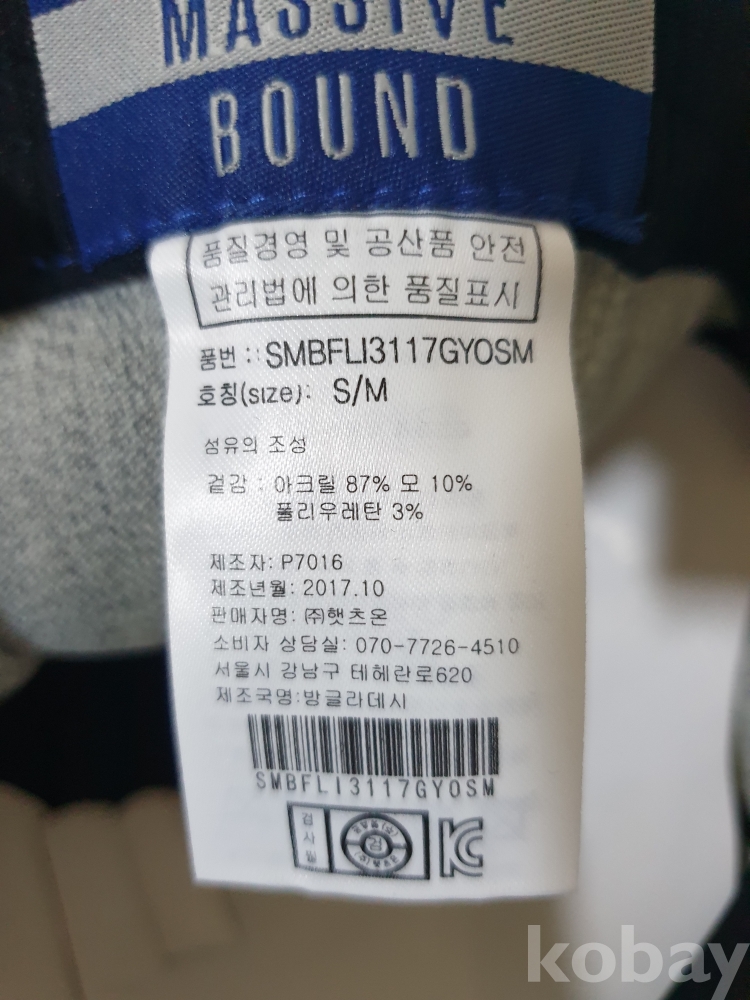 MASSIVE
BOUND
품질경영 및 공산품 안전
관리법에 의한 품질표시
품번 : SMBFLI3117GYOSM
호칭(size): S/M
섬유의 조성
겉감 : 아크릴 87% 모 10%
폴리우레탄 3%
제조자: P7016
제조년월: 2017.10
판매자명: ㈜햇츠온
소비자 상담실: 070-7726-4510
서울시 강남구 테헤란로620
제조국명:방글라데시
SMBFLI3117GYOSM
검사필
검
kobay